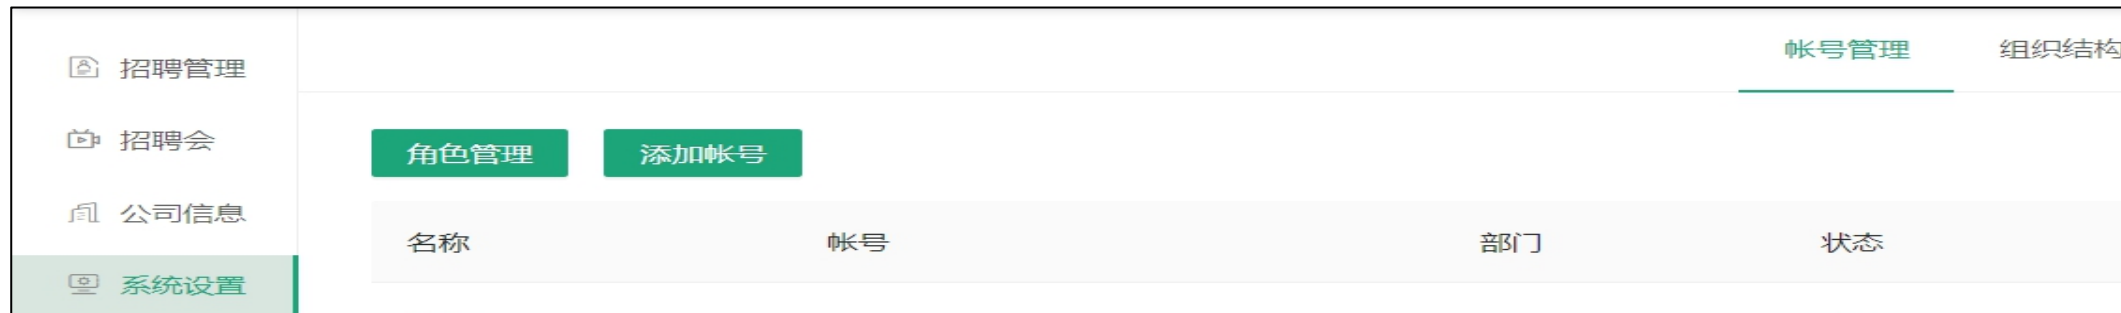 招聘管理
招聘会
公司信息
系统设置
帐号管理 组织结构
角色管理 添加帐号
名称 帐号 部门 状态